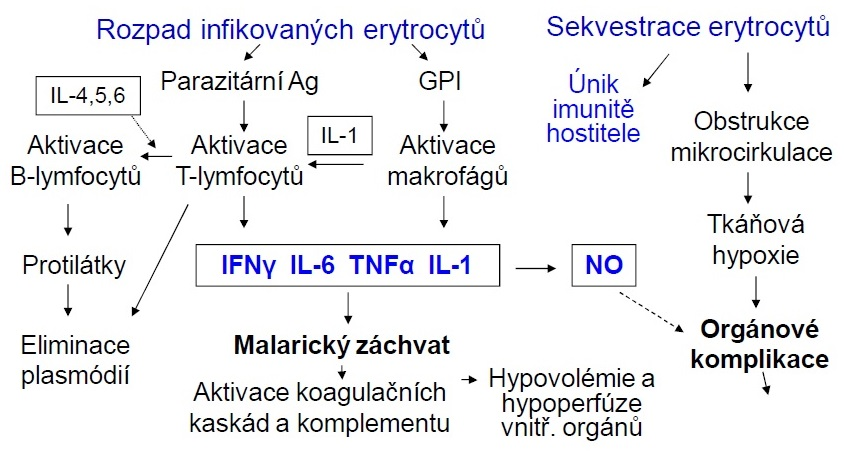 Rozpad infikovaných erytrocytů
Sekvestrace erytrocytů
Parazitární Ag
GPI
Únik
imunitě
hostitele
IL-4,5,6
IL-1
Obstrukce
mikrocirkulace
Aktivace
B-lymfocytů
Aktivace
T-lymfocytů
Aktivace
makrofágů
Tkáňová
hypoxie
Protilátky
IFNγ IL-6 TNFα IL-1
NO
Eliminace
plasmódií
Malarický záchvat
Orgánové
komplikace
Aktivace koagulačních
kaskád a komplementu
Hypovolémie a
hypoperfúze
vnitř. orgánů